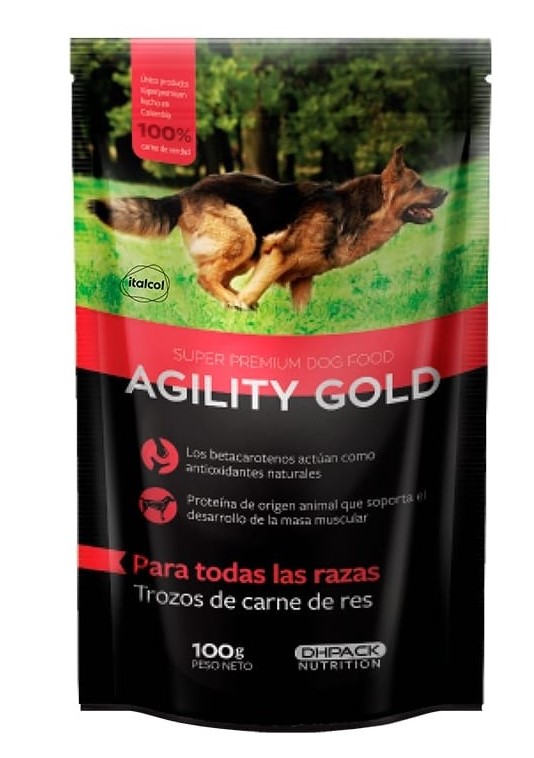 Único producto
superpremium
hecho en
Colombia
100%
carne de verdad
italcol
SUPER PREMIUM DOG FOOD
AGILITY GOLD
Los betacarotenos actúan como
antioxidantes naturales
Proteína de origen animal que soporta el
desarrollo de la masa muscular
Para todas las razas
Trozos de carne de res
100g
PESO NETO
DHPACK
NUTRITION